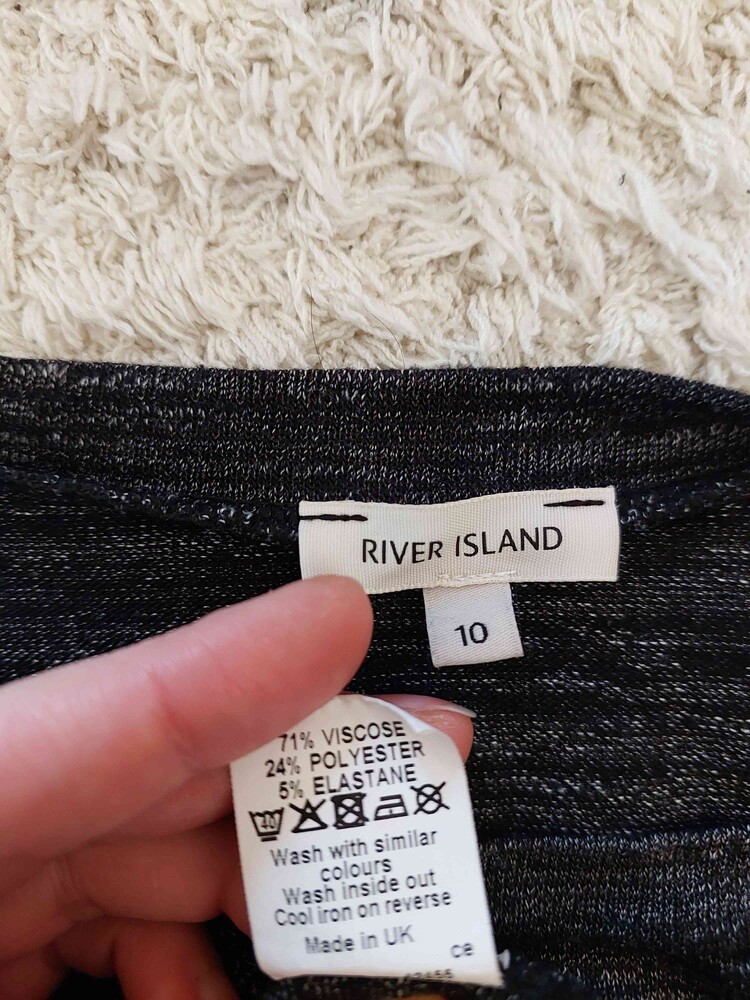 RIVER ISLAND
10
71% VISCOSE
24% POLYESTER
5% ELASTANE
40
Wash with similar
colours
Wash inside out
Cool iron on reverse
Made in UK
ce